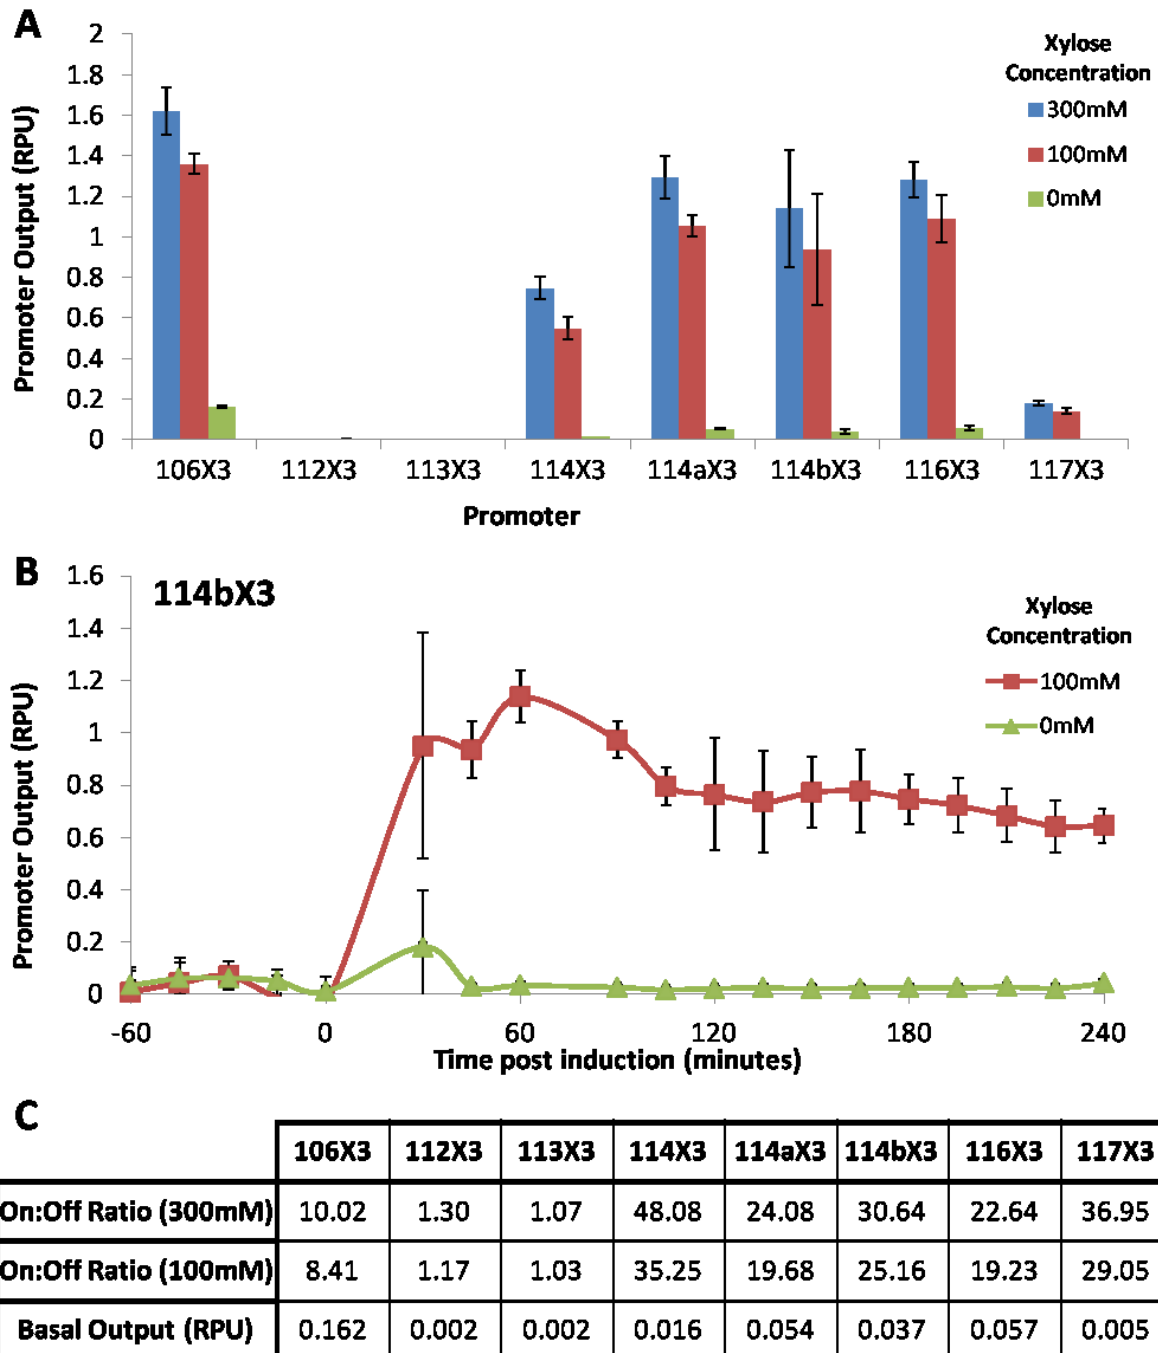 A
2
1.8
1.6
1.4
1.2
1
0.8
0.6
0.4
0.2
0
Promoter Output (RPU)
Xylose
Concentration
300mM
100mM
0mM
106X3 112X3 113X3 114X3 114aX3 114bX3 116X3 117X3
Promoter
B
114bX3
1.6
1.4
1.2
1
0.8
0.6
0.4
0.2
0
Promoter Output (RPU)
Xylose
Concentration
100mM
0mM
-60 0 60 120 180 240
Time post induction (minutes)
C
106X3 112X3 113X3 114X3 114aX3 114bX3 116X3 117X3
On:Off Ratio (300mM) 10.02 1.30 1.07 48.08 24.08 30.64 22.64 36.95
On:Off Ratio (100mM) 8.41 1.17 1.03 35.25 19.68 25.16 19.23 29.05
Basal Output (RPU) 0.162 0.002 0.002 0.016 0.054 0.037 0.057 0.005